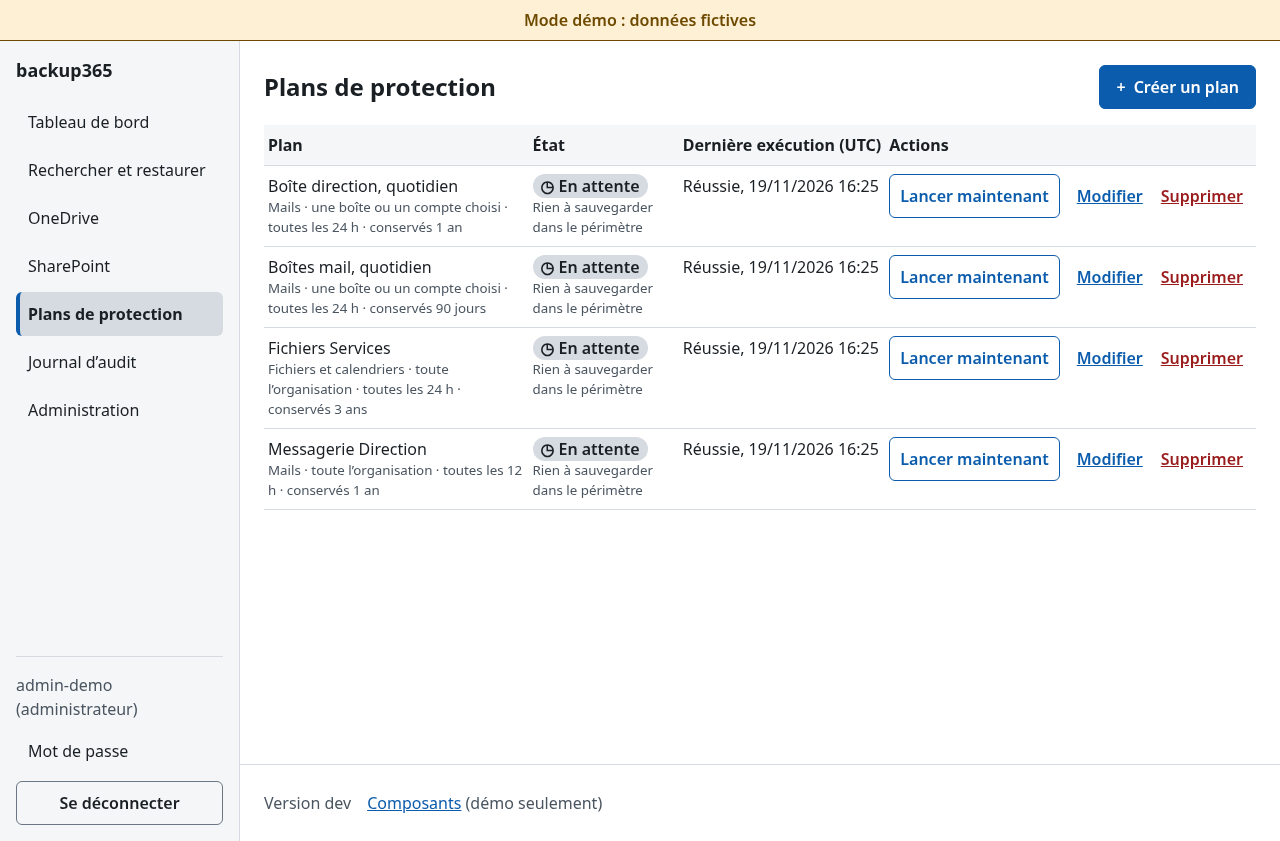 Mode démo : données fictives
backup365
Tableau de bord
Rechercher et restaurer
OneDrive
SharePoint
Plans de protection
Journal d’audit
Administration
admin-demo
(administrateur)
Mot de passe
Se déconnecter
Plans de protection
+ Créer un plan
Plan État Dernière exécution (UTC) Actions
Boîte direction, quotidien
Mails · une boîte ou un compte choisi ·
toutes les 24 h · conservés 1 an
En attente
Rien à sauvegarder
dans le périmètre
Réussie, 19/11/2026 16:25
Lancer maintenant Modifier Supprimer
Boîtes mail, quotidien
Mails · une boîte ou un compte choisi ·
toutes les 24 h · conservés 90 jours
En attente
Rien à sauvegarder
dans le périmètre
Réussie, 19/11/2026 16:25
Lancer maintenant Modifier Supprimer
Fichiers Services
Fichiers et calendriers · toute
l’organisation · toutes les 24 h ·
conservés 3 ans
En attente
Rien à sauvegarder
dans le périmètre
Réussie, 19/11/2026 16:25
Lancer maintenant Modifier Supprimer
Messagerie Direction
Mails · toute l’organisation · toutes les 12
h · conservés 1 an
En attente
Rien à sauvegarder
dans le périmètre
Réussie, 19/11/2026 16:25
Lancer maintenant Modifier Supprimer
Version dev Composants (démo seulement)